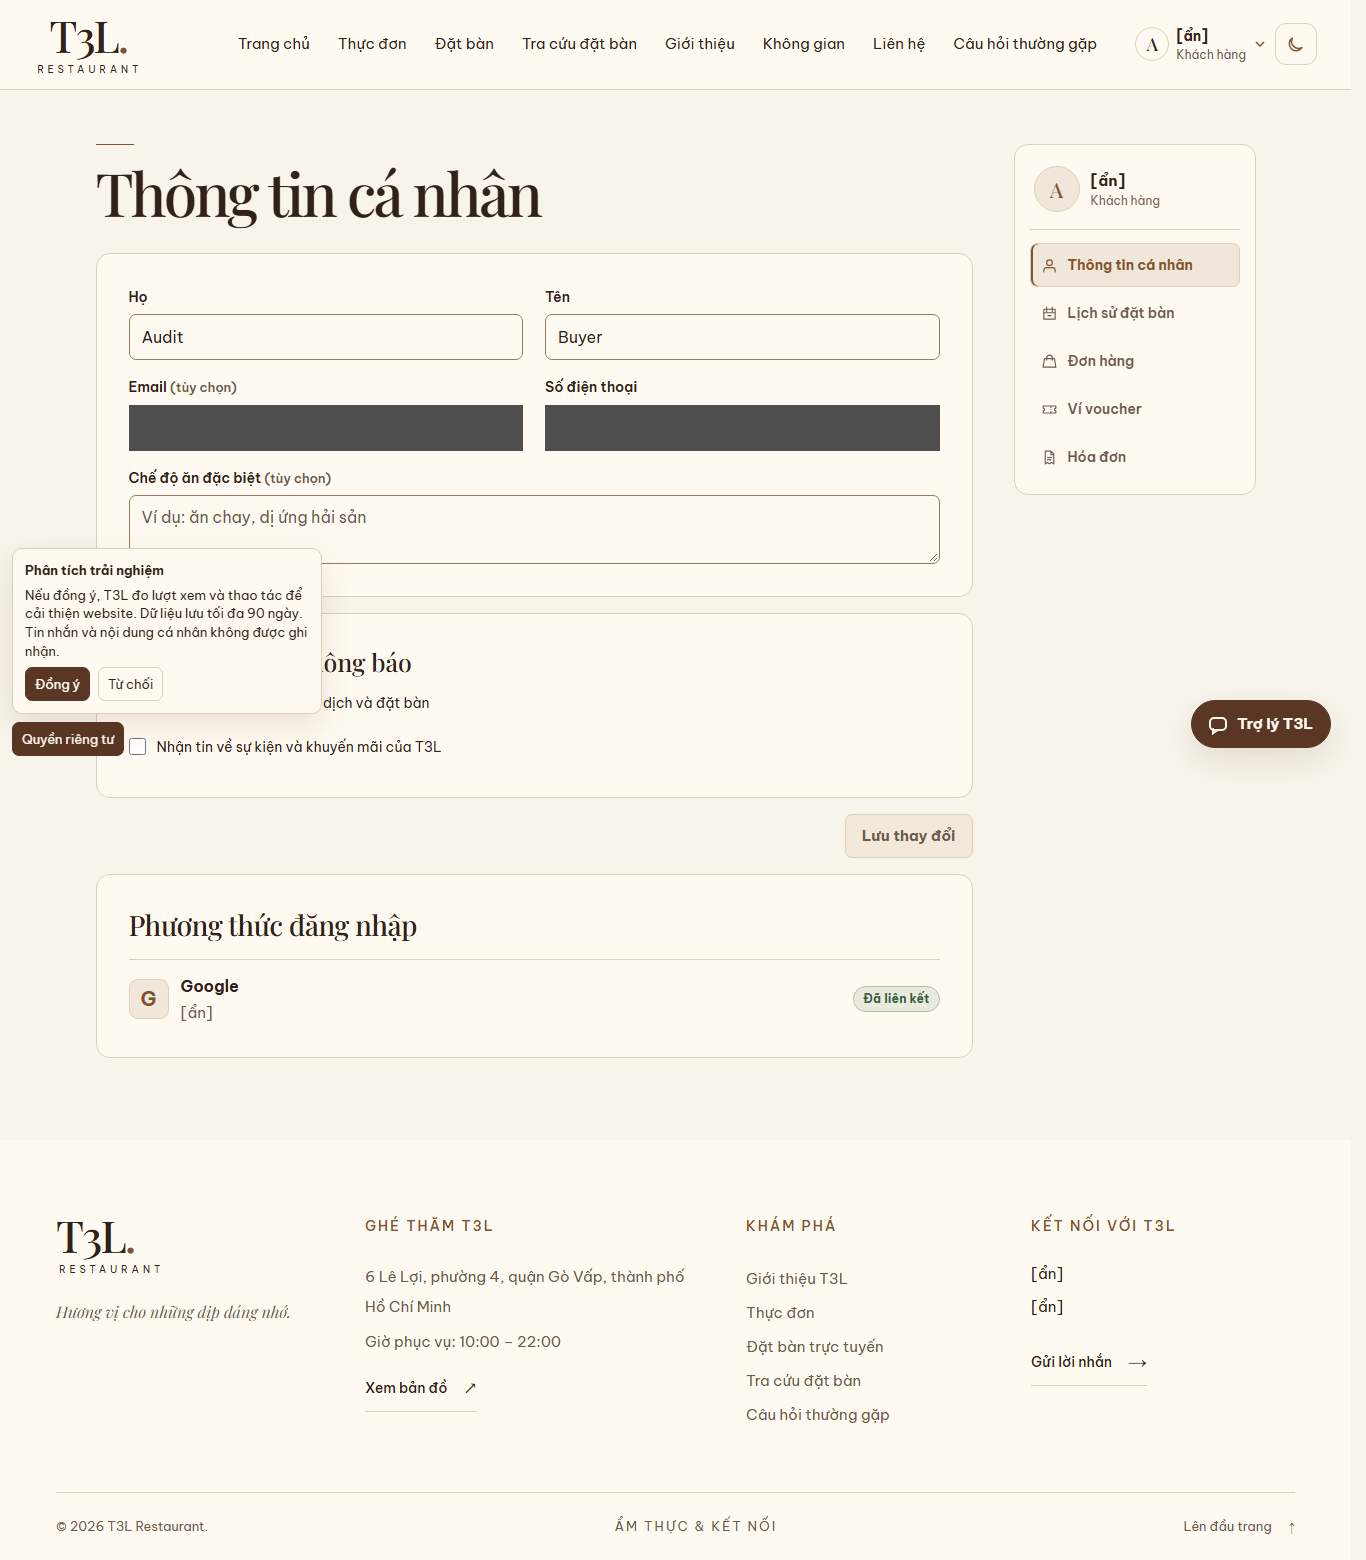 T3L.
RESTAURANT
Trang chủ
Thực đơn
Đặt bàn
Tra cứu đặt bàn
Giới thiệu
Không gian
Liên hệ
Câu hỏi thường gặp
A
[ẩn]
Khách hàng
Thông tin cá nhân
Họ
Tên
Audit
Buyer
Email (tùy chọn)
Số điện thoại
Chế độ ăn đặc biệt (tùy chọn)
Ví dụ: ăn chay, dị ứng hải sản
A
[ẩn]
Khách hàng
Thông tin cá nhân
Lịch sử đặt bàn
Đơn hàng
Ví voucher
Hóa đơn
Phân tích trải nghiệm
Nếu đồng ý, T3L đo lượt xem và thao tác để
cải thiện website. Dữ liệu lưu tối đa 90 ngày.
Tin nhắn và nội dung cá nhân không được ghi
nhận.
Đồng ý
Từ chối
Quyền riêng tư
ông báo
dịch và đặt bàn
Nhận tin về sự kiện và khuyến mãi của T3L
Trợ lý T3L
Lưu thay đổi
Phương thức đăng nhập
G
Google
[ẩn]
Đã liên kết
T3L.
RESTAURANT
Hương vị cho những dịp đáng nhớ.
GHÉ THĂM T3L
6 Lê Lợi, phường 4, quận Gò Vấp, thành phố
Hồ Chí Minh
Giờ phục vụ: 10:00 – 22:00
Xem bản đồ ↗
KHÁM PHÁ
Giới thiệu T3L
Thực đơn
Đặt bàn trực tuyến
Tra cứu đặt bàn
Câu hỏi thường gặp
KẾT NỐI VỚI T3L
[ẩn]
[ẩn]
Gửi lời nhắn →
© 2026 T3L Restaurant.
ẨM THỰC & KẾT NỐI
Lên đầu trang ↑